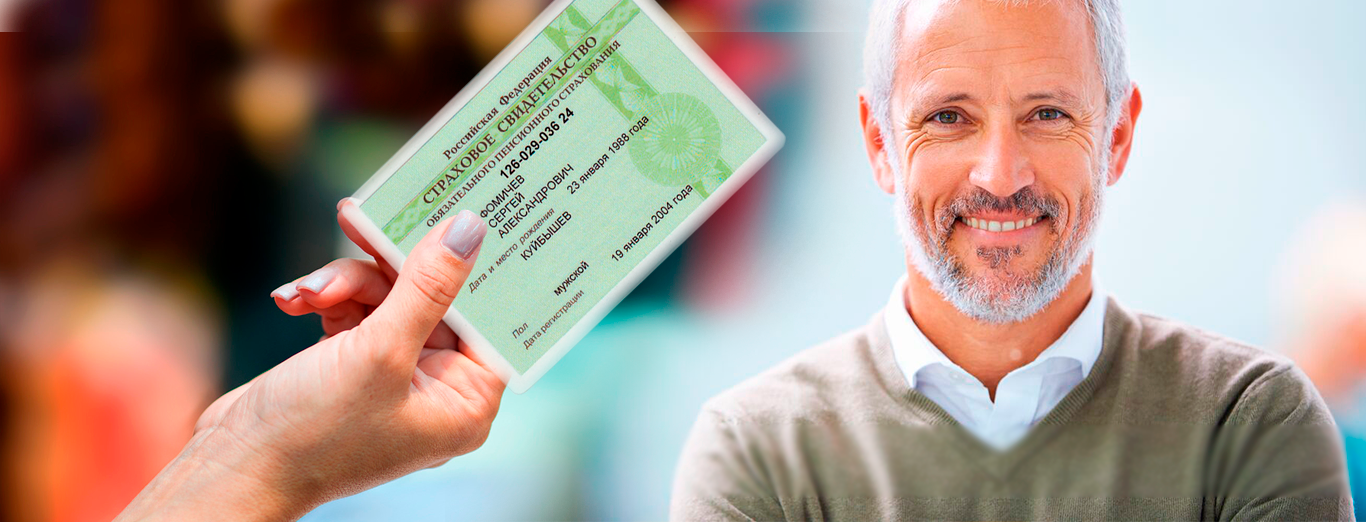 Российская Федерация
СТРАХОВОЕ СВИДЕТЕЛЬСТВО
ОБЯЗАТЕЛЬНОГО ПЕНСИОННОГО СТРАХОВАНИЯ
126-029-036 24
ФОМИЧЕВ
СЕРГЕЙ
АЛЕКСАНДРОВИЧ
Дата и место рождения 23 января 1988 года
КУЙБЫШЕВ
Пол мужской
Дата регистрации 19 января 2004 года